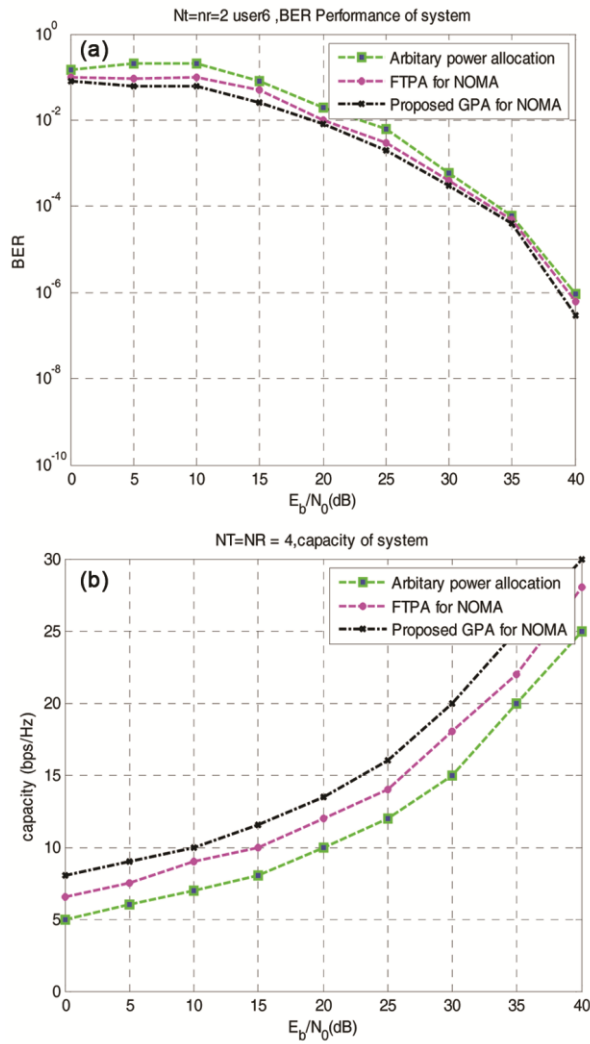 Nt=nr=2 user6 ,BER Performance of system
(a)
Arbitary power allocation
FTPA for NOMA
Proposed GPA for NOMA
10^0
10^-2
10^-4
10^-6
10^-8
10^-10
BER
0 5 10 15 20 25 30 35 40
E_b/N_0(dB)
NT=NR = 4,capacity of system
(b)
Arbitary power allocation
FTPA for NOMA
Proposed GPA for NOMA
30
25
20
15
10
5
0
capacity (bps/Hz)
0 5 10 15 20 25 30 35 40
E_b/N_0(dB)